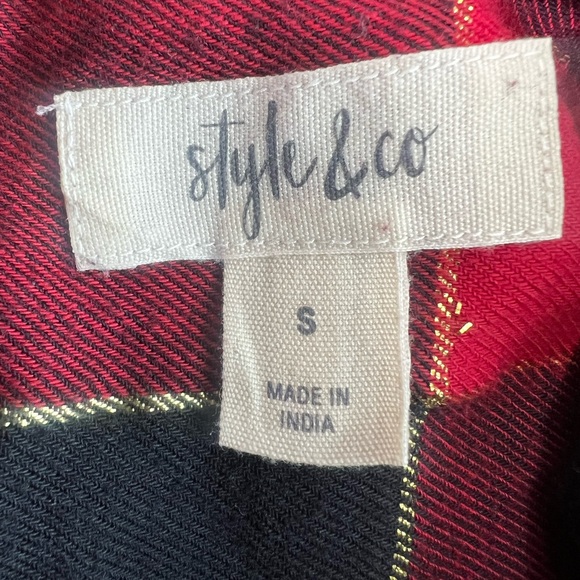 style & co
S
MADE IN
INDIA